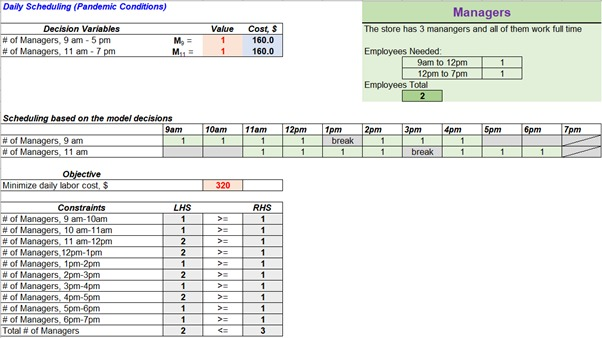 Daily Scheduling (Pandemic Conditions)
Managers
Decision Variables Value Cost, $
The store has 3 manangers and all of them work full time
# of Managers, 9 am - 5 pm M9 = 1 160.0
# of Managers, 11 am - 7 pm M11 = 1 160.0
Employees Needed:
9am to 12pm 1
12pm to 7pm 1
Employees Total
2
Scheduling based on the model decisions
9am 10am 11am 12pm 1pm 2pm 3pm 4pm 5pm 6pm 7pm
# of Managers, 9 am 1 1 1 1 break 1 1 1
# of Managers, 11 am 1 1 1 1 break 1 1 1
Objective
Minimize daily labor cost, $ 320
Constraints LHS RHS
# of Managers, 9 am-10am 1 >= 1
# of Managers, 10 am-11am 1 >= 1
# of Managers, 11 am-12pm 2 >= 1
# of Managers,12pm-1pm 2 >= 1
# of Managers, 1pm-2pm 1 >= 1
# of Managers, 2pm-3pm 2 >= 1
# of Managers, 3pm-4pm 1 >= 1
# of Managers, 4pm-5pm 2 >= 1
# of Managers, 5pm-6pm 1 >= 1
# of Managers, 6pm-7pm 1 >= 1
Total # of Managers 2 <= 3